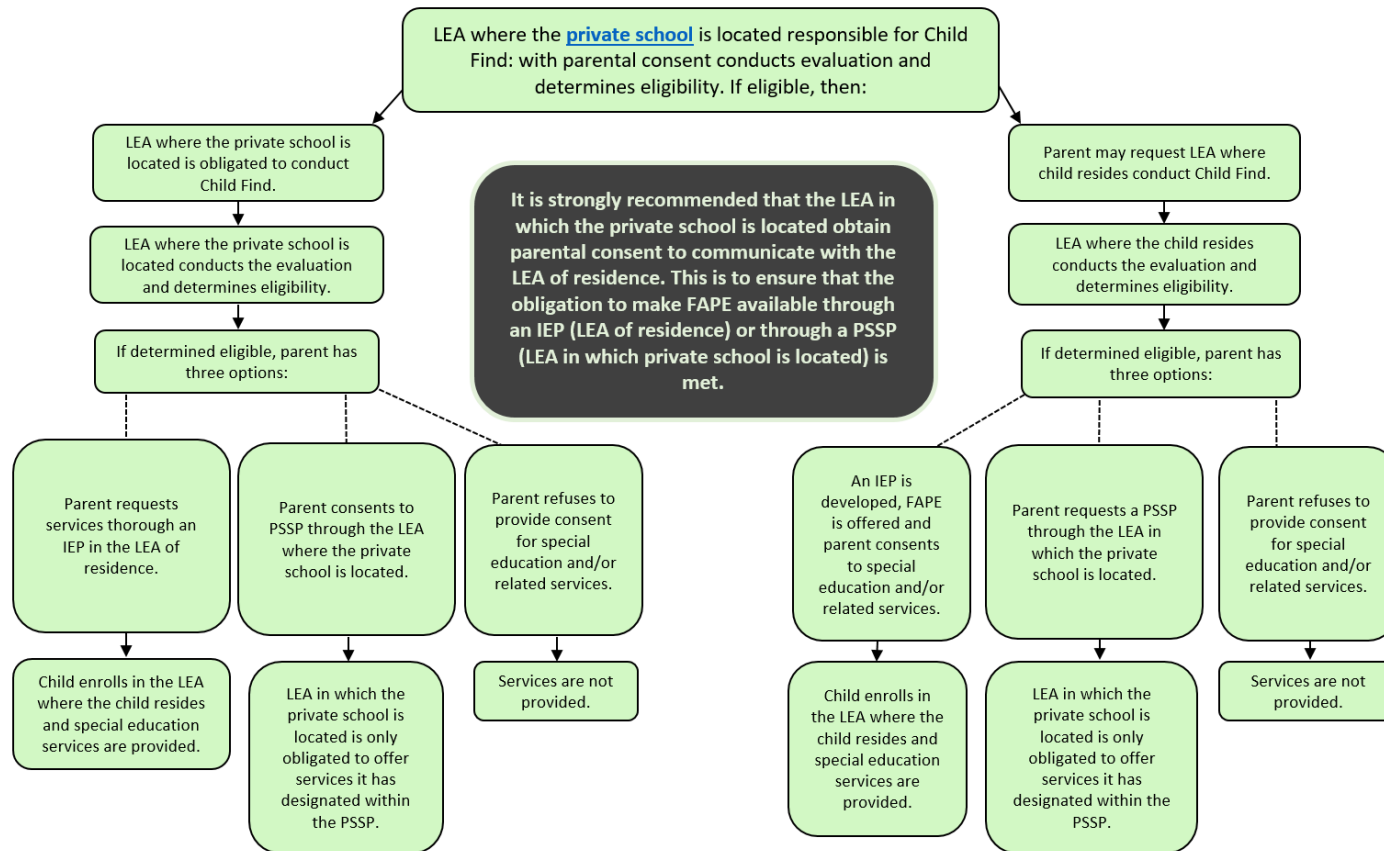 LEA where the private school is located responsible for Child
Find: with parental consent conducts evaluation and
determines eligibility. If eligible, then:
LEA where the private school is
located is obligated to conduct
Child Find.
LEA where the private school is
located conducts the evaluation
and determines eligibility.
If determined eligible, parent has
three options:
Parent requests
services thorough an
IEP in the LEA of
residence.
Child enrolls in the LEA
where the child resides
and special education
services are provided.
Parent consents to
PSSP through the LEA
where the private
school is located.
LEA in which the
private school is
located is only
obligated to offer
services it has
designated within
the PSSP.
Parent refuses to
provide consent
for special
education and/or
related services.
Services are not
provided.
It is strongly recommended that the LEA in
which the private school is located obtain
parental consent to communicate with the
LEA of residence. This is to ensure that the
obligation to make FAPE available through
an IEP (LEA of residence) or through a PSSP
(LEA in which private school is located) is
met.
Parent may request LEA where
child resides conduct Child Find.
LEA where the child resides
conducts the evaluation and
determines eligibility.
If determined eligible, parent has
three options:
An IEP is
developed, FAPE
is offered and
parent consents
to special
education and/or
related services.
Child enrolls in
the LEA where the
child resides and
special education
services are
provided.
Parent requests a PSSP
through the LEA in
which the private
school is located.
LEA in which the
private school is
located is only
obligated to offer
services it has
designated within the
PSSP.
Parent refuses to
provide consent
for special
education and/or
related services.
Services are not
provided.